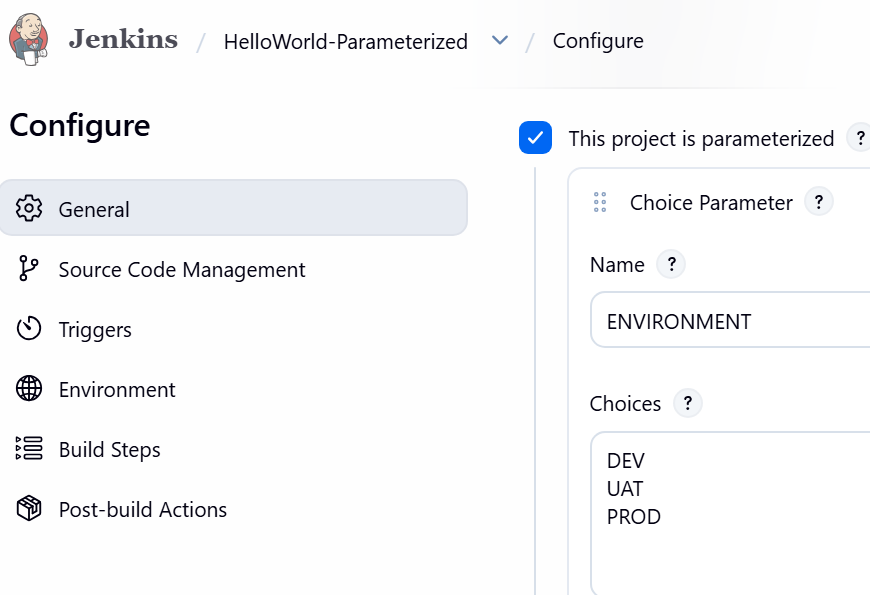 Jenkins / HelloWorld-Parameterized / Configure
Configure
This project is parameterized ?
General
Choice Parameter ?
Source Code Management
Name ?
Triggers
ENVIRONMENT
Environment
Choices ?
Build Steps
DEV
UAT
Post-build Actions
PROD